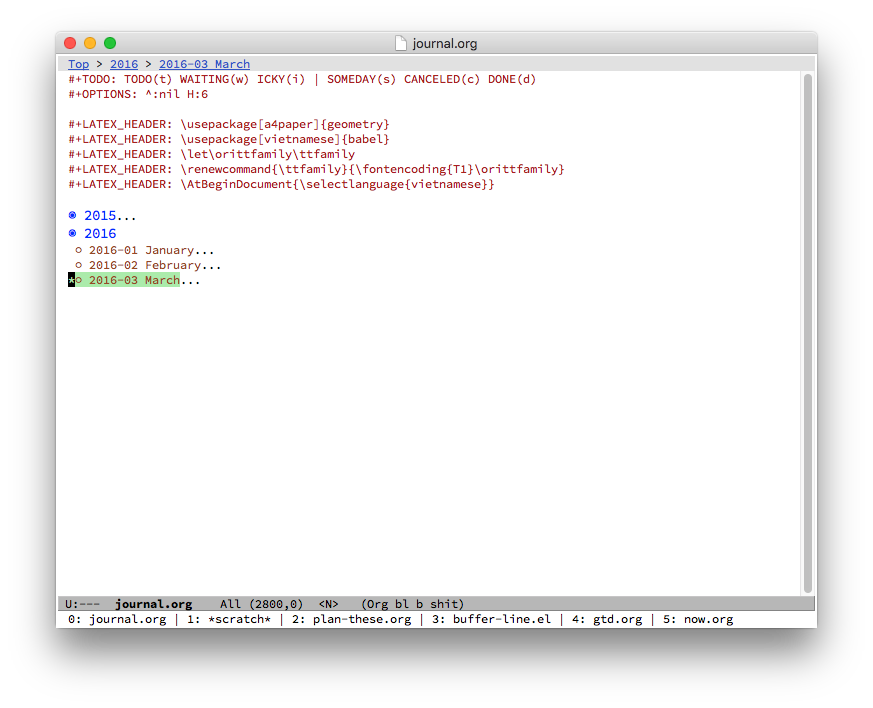 journal.org
Top > 2016 > 2016-03 March
#+TODO: TODO(t) WAITING(w) ICKY(i) | SOMEDAY(s) CANCELED(c) DONE(d)
#+OPTIONS: ^:nil H:6
#+LATEX_HEADER: \usepackage[a4paper]{geometry}
#+LATEX_HEADER: \usepackage[vietnamese]{babel}
#+LATEX_HEADER: \let\orittfamily\ttfamily
#+LATEX_HEADER: \renewcommand{\ttfamily}{\fontencoding{T1}\orittfamily}
#+LATEX_HEADER: \AtBeginDocument{\selectlanguage{vietnamese}}
◉ 2015...
◉ 2016
○ 2016-01 January...
○ 2016-02 February...
*○ 2016-03 March...
U:--- journal.org All (2800,0) <N> (Org bl b shit)
0: journal.org | 1: *scratch* | 2: plan-these.org | 3: buffer-line.el | 4: gtd.org | 5: now.org